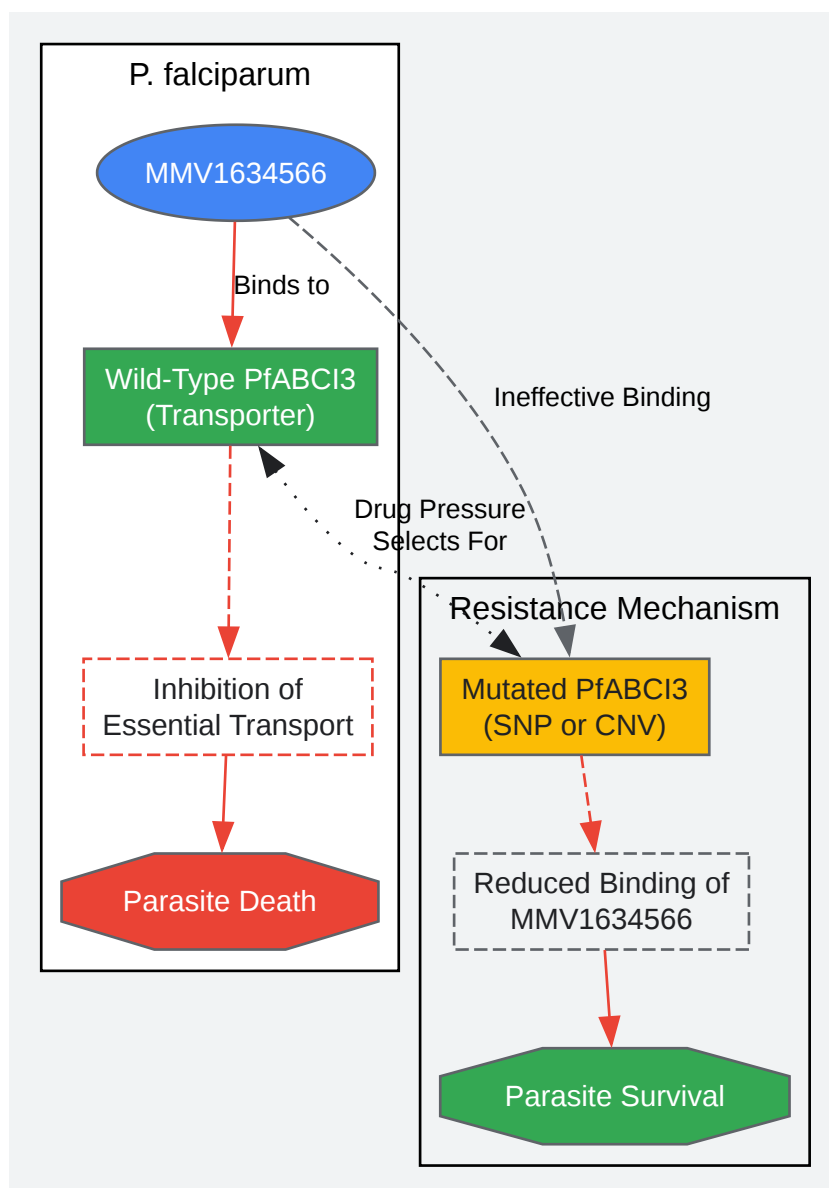 P. falciparum
MMV1634566
Binds to
Wild-Type PfABCI3
(Transporter)
Ineffective Binding
Drug Pressure
Selects For
Resistance Mechanism
Inhibition of
Essential Transport
Mutated PfABCI3
(SNP or CNV)
Parasite Death
Reduced Binding of
MMV1634566
Parasite Survival